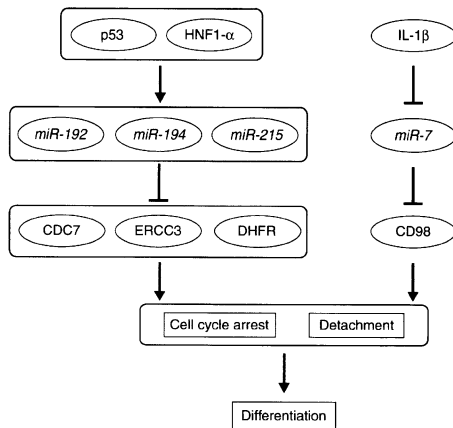 p53 HNF1-α IL-1β
miR-192 miR-194 miR-215 miR-7
CDC7 ERCC3 DHFR CD98
Cell cycle arrest Detachment
Differentiation